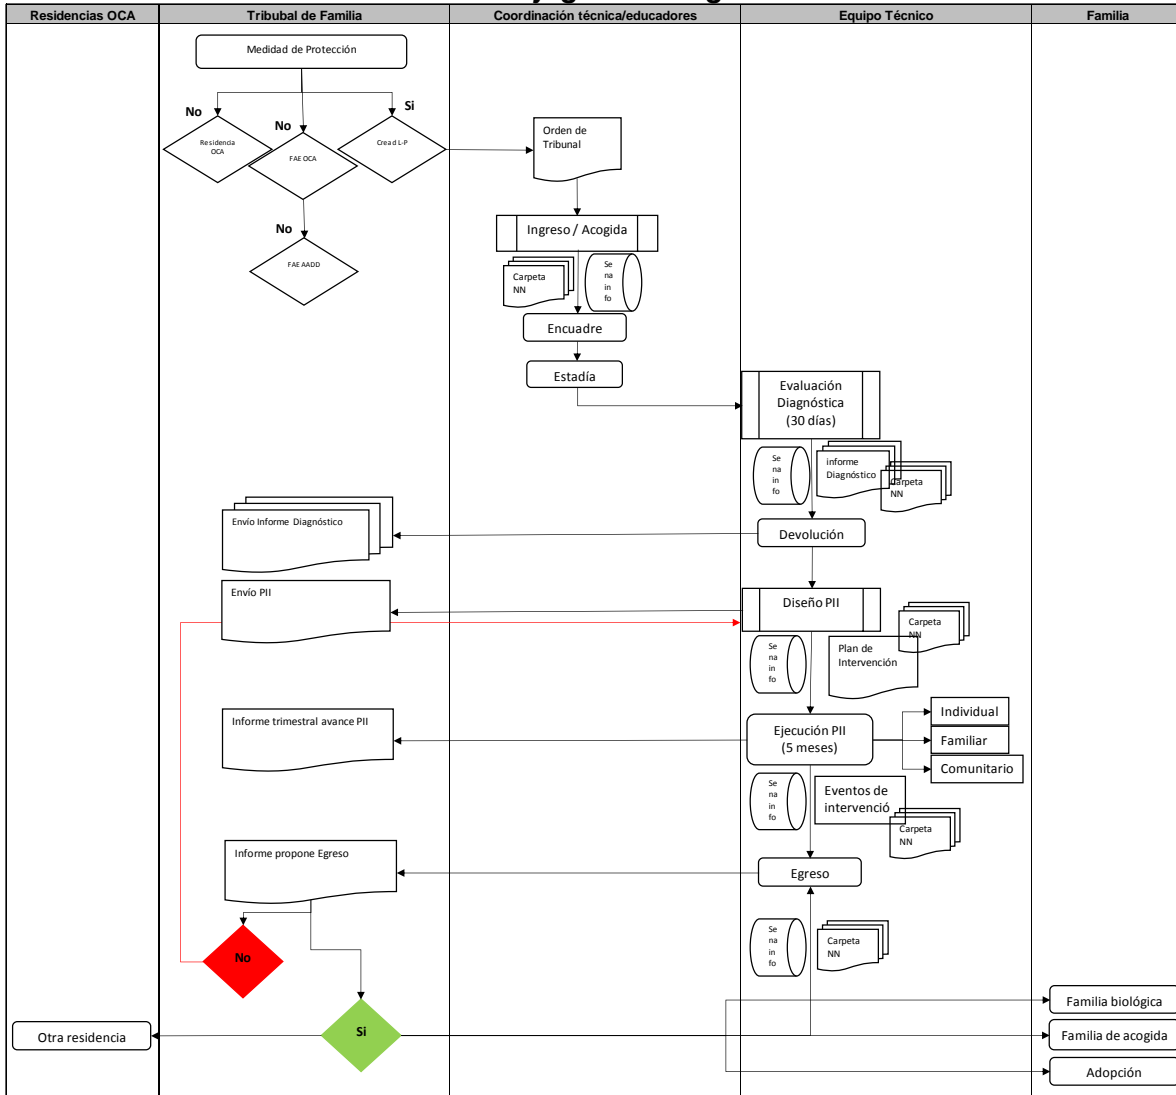 Residencias OCA
Tribubal de Familia
Coordinación técnica/educadores
Equipo Técnico
Familia
Medidad de Protección
No
No
Si
Residencia
OCA
FAE OCA
Cread L-P
Orden de
Tribunal
No
FAE AADD
Ingreso / Acogida
Carpeta
NN
Se
na
in
fo
Encuadre
Estadía
Evaluación
Diagnóstica
(30 días)
Se
na
in
fo
informe
Diagnóstico
Carpeta
NN
Envío Informe Diagnóstico
Devolución
Envío PII
Diseño PII
Carpeta
NN
Se
na
in
fo
Plan de
Intervención
Informe trimestral avance PII
Ejecución PII
(5 meses)
Individual
Familiar
Comunitario
Se
na
in
fo
Eventos de
intervenció
Carpeta
NN
Informe propone Egreso
Egreso
Se
na
in
fo
Carpeta
NN
No
Familia biológica
Otra residencia
Si
Familia de acogida
Adopción